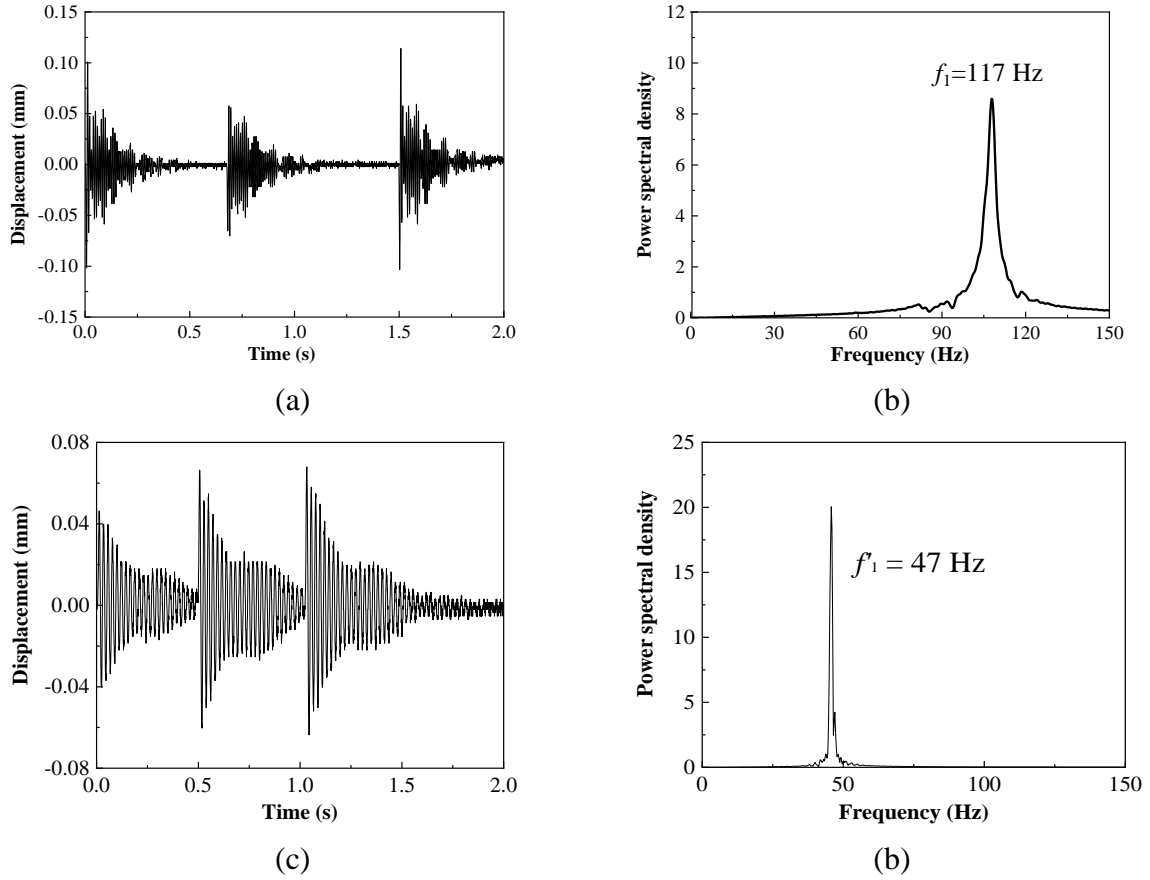 0.15
0.10
0.05
0.00
-0.05
-0.10
-0.15
Displacement (mm)
0.0 0.5 1.0 1.5 2.0
Time (s)
(a)
12
10
8
6
4
2
0
Power spectral density
f₁=117 Hz
0 30 60 90 120 150
Frequency (Hz)
(b)
0.08
0.04
0.00
-0.04
-0.08
Displacement (mm)
0.0 0.5 1.0 1.5 2.0
Time (s)
(c)
25
20
15
10
5
0
Power spectral density
f'₁ = 47 Hz
0 50 100 150
Frequency (Hz)
(b)